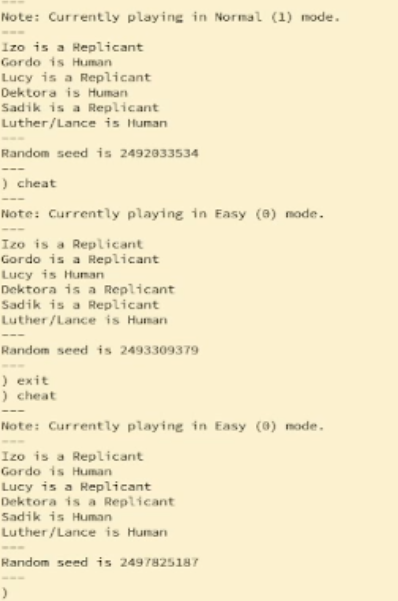 ---
Note: Currently playing in Normal (1) mode.
---
Izo is a Replicant
Gordo is Human
Lucy is a Replicant
Dektora is Human
Sadik is a Replicant
Luther/Lance is Human
---
Random seed is 2492033534
---
) cheat
---
Note: Currently playing in Easy (0) mode.
---
Izo is a Replicant
Gordo is a Replicant
Lucy is Human
Dektora is a Replicant
Sadik is a Replicant
Luther/Lance is Human
---
Random seed is 2493309379
---
) exit
) cheat
---
Note: Currently playing in Easy (0) mode.
---
Izo is a Replicant
Gordo is Human
Lucy is a Replicant
Dektora is a Replicant
Sadik is Human
Luther/Lance is Human
---
Random seed is 2497825187
---
)